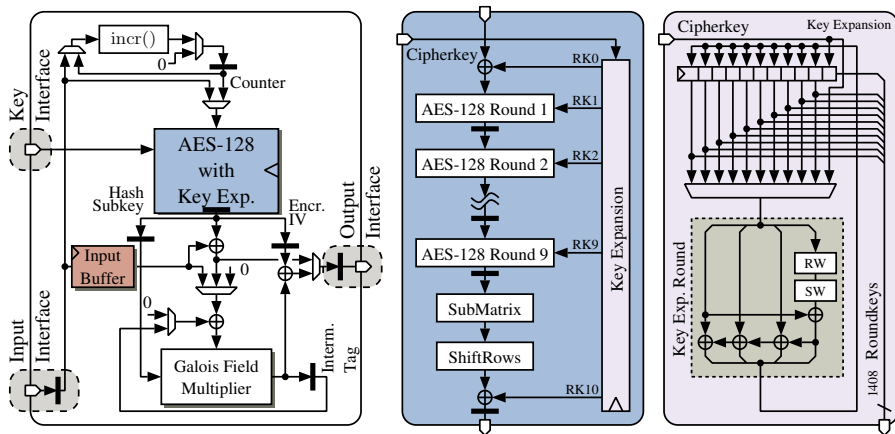 incr()
0
Counter
Key
Interface
AES-128
with
Key Exp.
Hash
Subkey
Encr.
IV
Output
Interface
Input
Buffer
0
0
Input
Interface
Galois Field
Multiplier
Interm.
Tag
Cipherkey
RK0
AES-128 Round 1
RK1
AES-128 Round 2
RK2
AES-128 Round 9
RK9
SubMatrix
ShiftRows
RK10
Key Expansion
Key Expansion
Cipherkey
Key Exp. Round
RW
SW
Roundkeys
1408